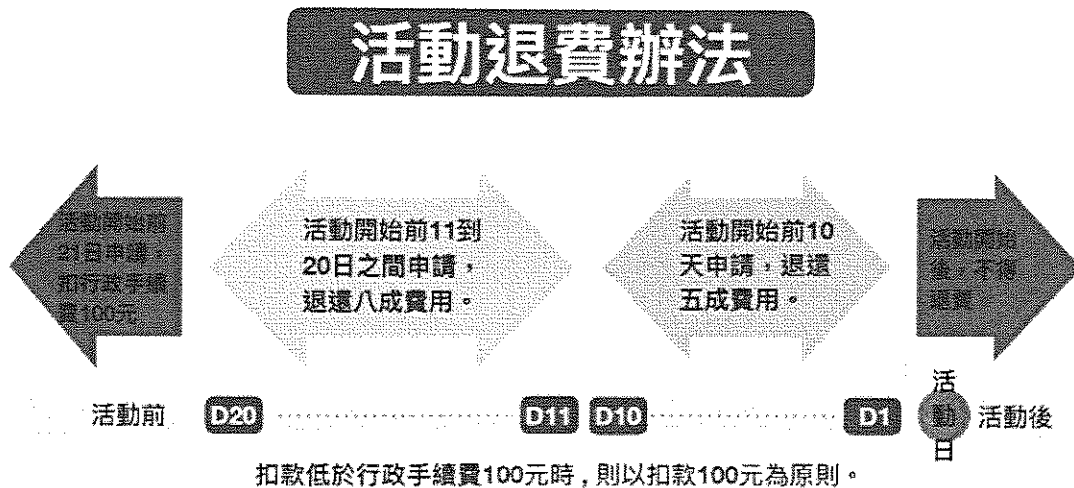 活動退費辦法
活動開始前
21日申請，
扣行政手續
費100元
活動開始前11到
20日之間申請，
退還八成費用。
活動開始前10
天申請，退還
五成費用。
活動開始
後，不得
退費
活動前
D20
D11
D10
D1
活動日
活動後
扣款低於行政手續費100元時，則以扣款100元為原則。